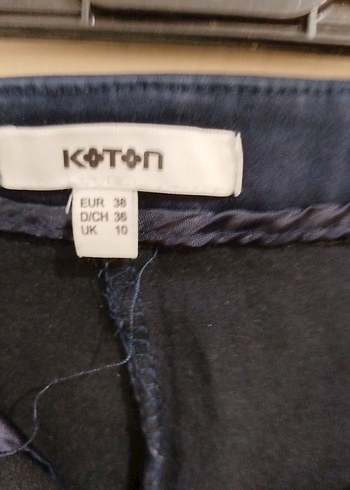 KOTON
EUR 38
D/CH 36
UK 10